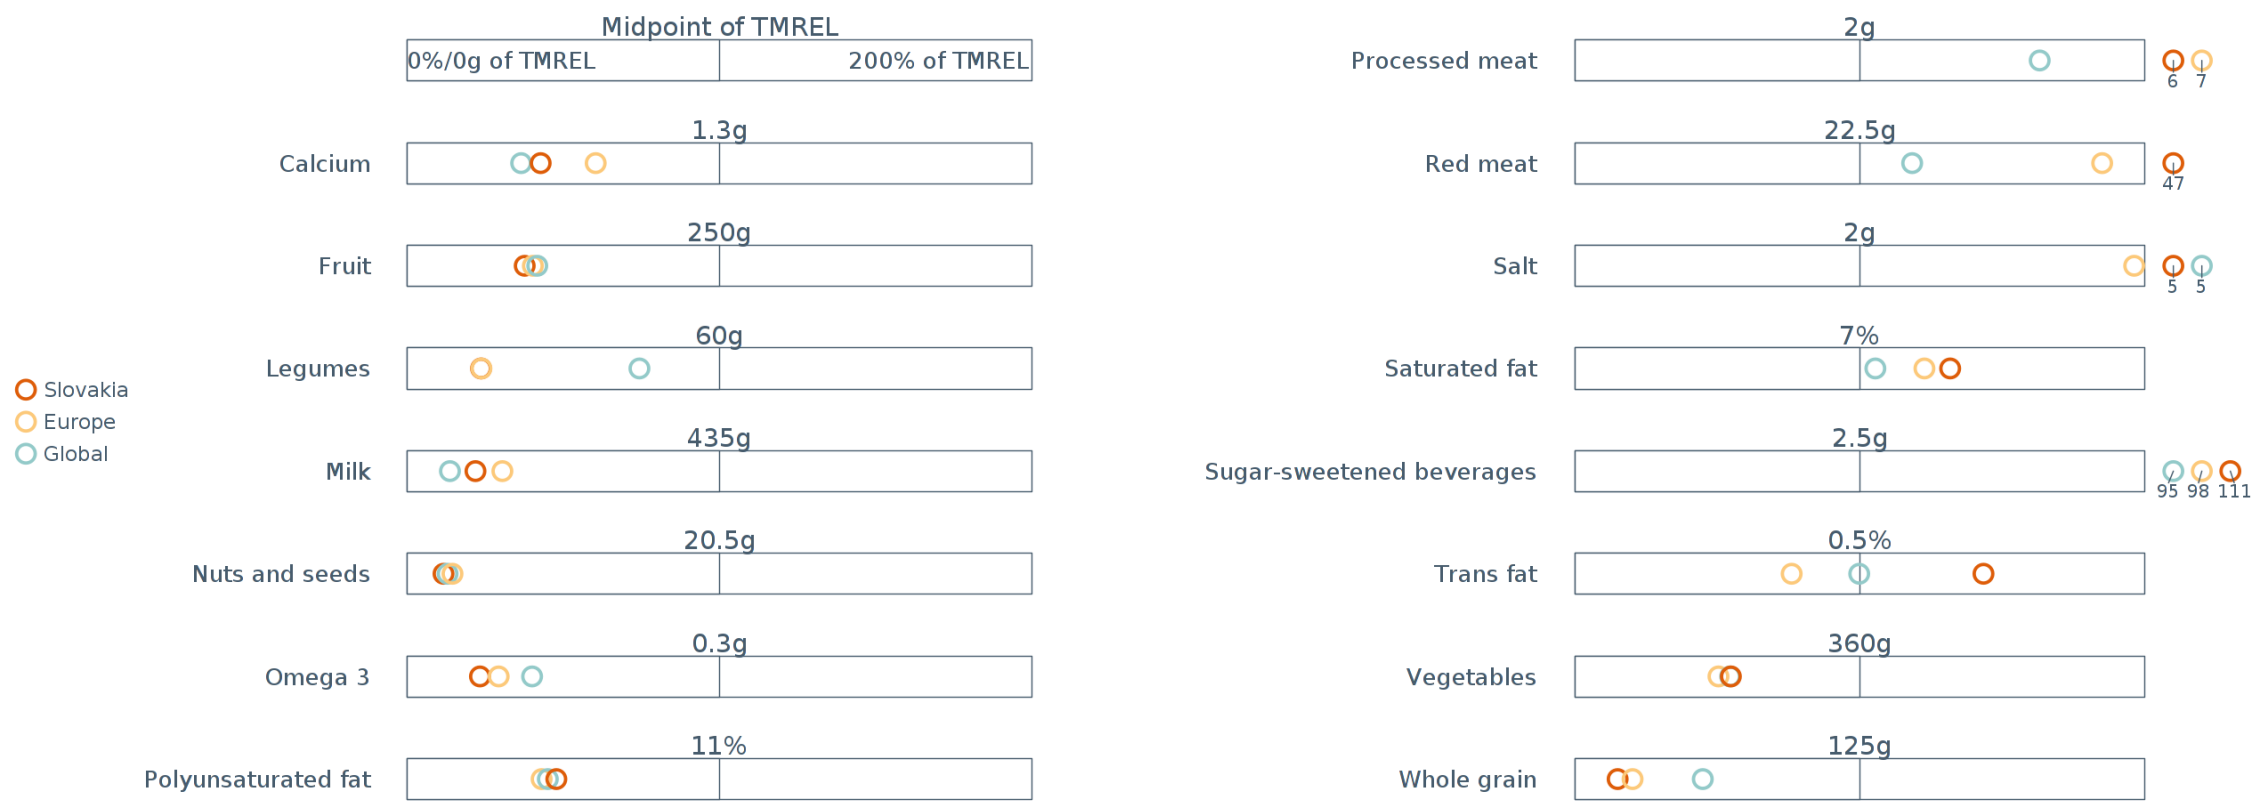 Midpoint of TMREL
0%/0g of TMREL
200% of TMREL
Calcium
1.3g
Fruit
250g
Legumes
60g
Milk
435g
Nuts and seeds
20.5g
Omega 3
0.3g
Polyunsaturated fat
11%
Slovakia
Europe
Global
Processed meat
2g
6 7
Red meat
22.5g
47
Salt
2g
5 5
Saturated fat
7%
Sugar-sweetened beverages
2.5g
95 98 111
Trans fat
0.5%
Vegetables
360g
Whole grain
125g